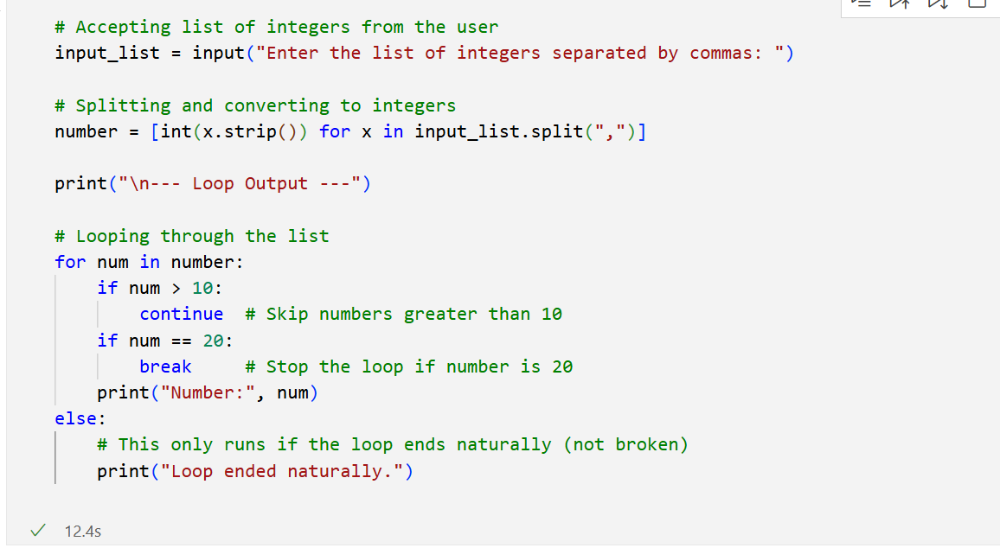 # Accepting list of integers from the user
input_list = input("Enter the list of integers separated by commas: ")
# Splitting and converting to integers
number = [int(x.strip()) for x in input_list.split(",")]
print("\n--- Loop Output ---")
# Looping through the list
for num in number:
    if num > 10:
        continue  # Skip numbers greater than 10
    if num == 20:
        break     # Stop the loop if number is 20
    print("Number:", num)
else:
    # This only runs if the loop ends naturally (not broken)
    print("Loop ended naturally.")
12.4s